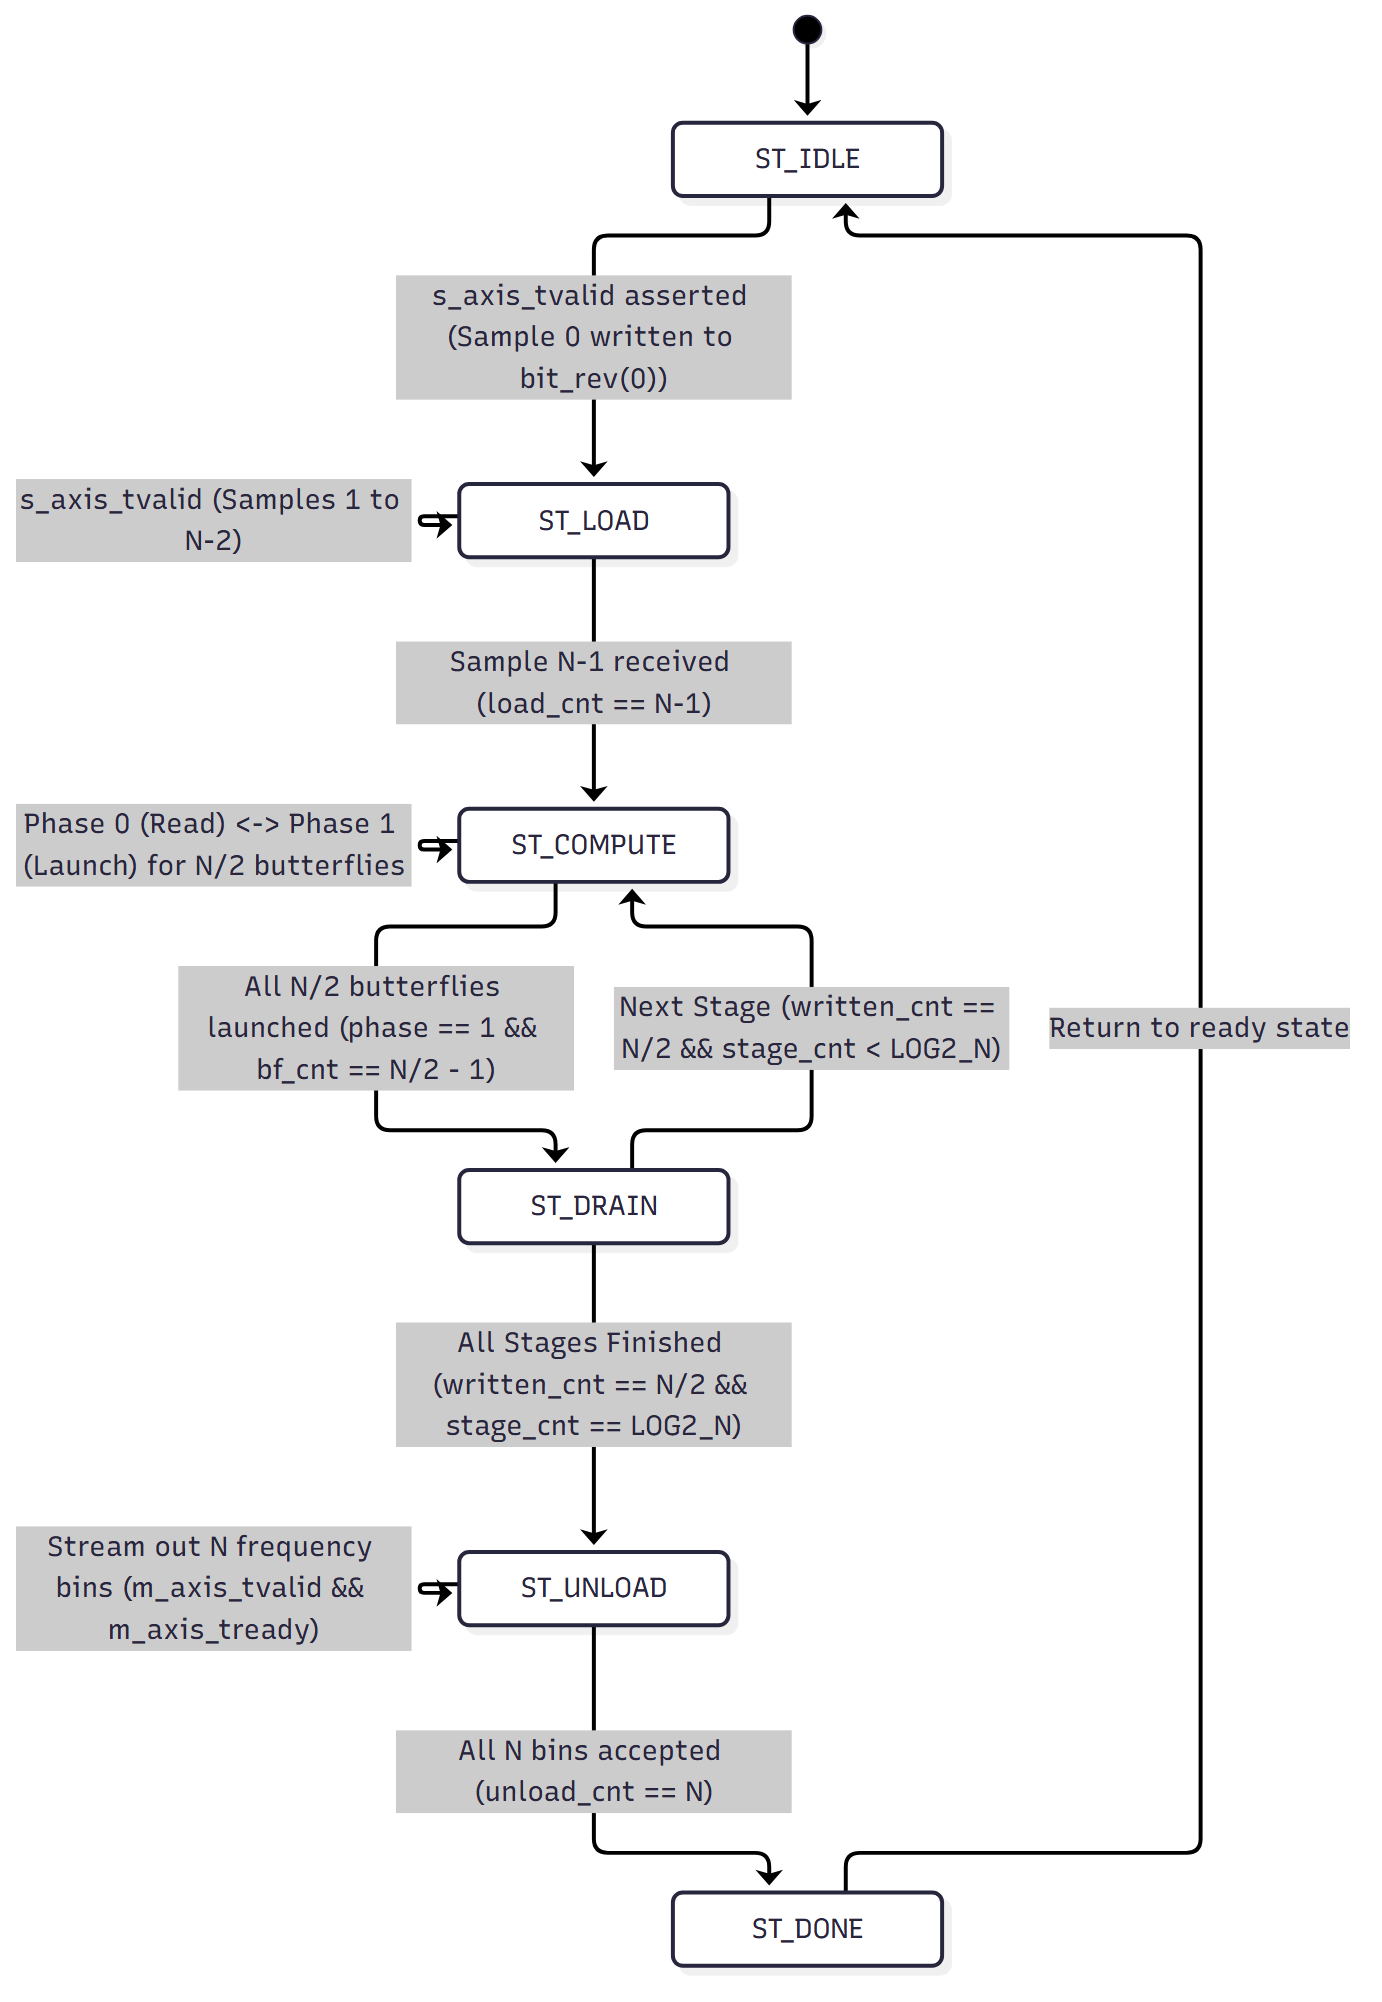 ST_IDLE
s_axis_tvalid asserted
(Sample 0 written to
bit_rev(0))
s_axis_tvalid (Samples 1 to
N-2)
ST_LOAD
Sample N-1 received
(load_cnt == N-1)
Phase 0 (Read) <-> Phase 1
(Launch) for N/2 butterflies
ST_COMPUTE
All N/2 butterflies
launched (phase == 1 &&
bf_cnt == N/2 - 1)
Next Stage (written_cnt ==
N/2 && stage_cnt < LOG2_N)
Return to ready state
ST_DRAIN
All Stages Finished
(written_cnt == N/2 &&
stage_cnt == LOG2_N)
Stream out N frequency
bins (m_axis_tvalid &&
m_axis_tready)
ST_UNLOAD
All N bins accepted
(unload_cnt == N)
ST_DONE